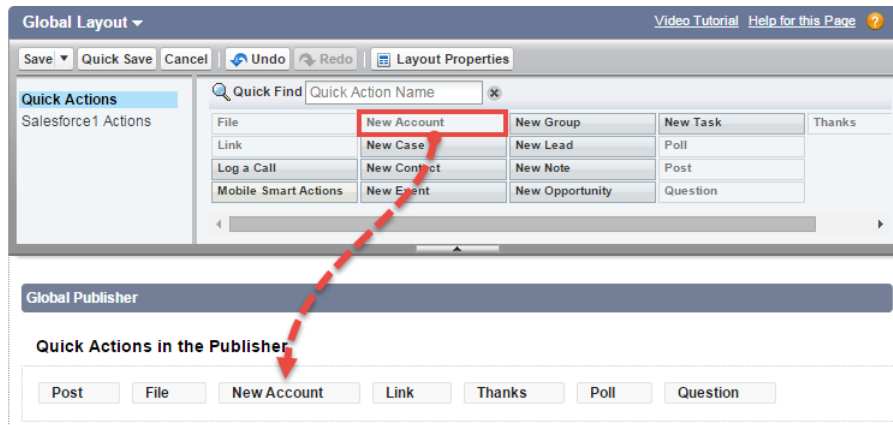 Global Layout Video Tutorial Help for this Page ?
Save Quick Save Cancel Undo Redo Layout Properties
Quick Actions
Salesforce1 Actions
Quick Find Quick Action Name
File New Account New Group New Task Thanks
Link New Case New Lead Poll
Log a Call New Contact New Note Post
Mobile Smart Actions New Event New Opportunity Question
Global Publisher
Quick Actions in the Publisher
Post File New Account Link Thanks Poll Question